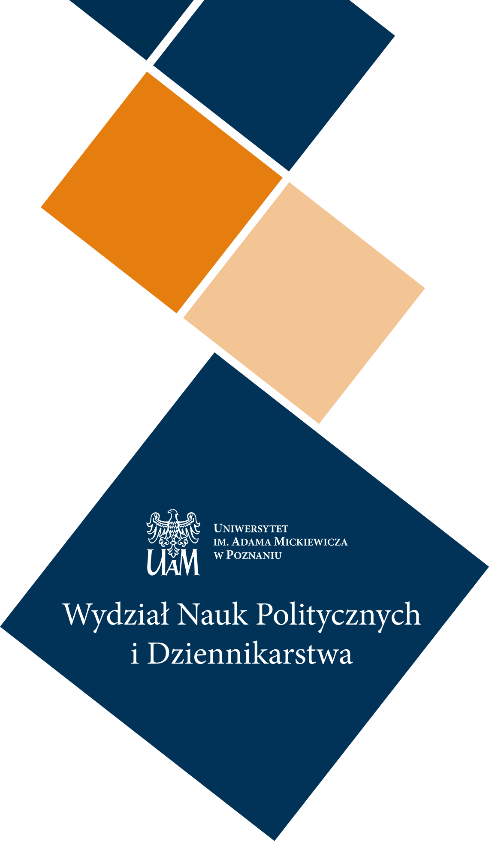 UAM
Uniwersytet
im. Adama Mickiewicza
w Poznaniu
Wydział Nauk Politycznych
i Dziennikarstwa